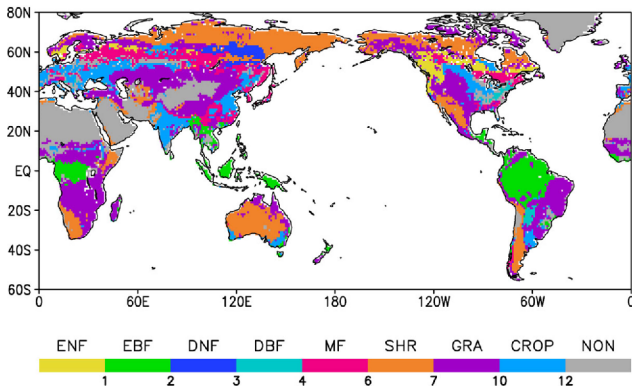 80N
60N
40N
20N
EQ
20S
40S
60S
0 60E 120E 180 120W 60W 0
ENF EBF DNF DBF MF SHR GRA CROP NON
1 2 3 4 6 7 10 12